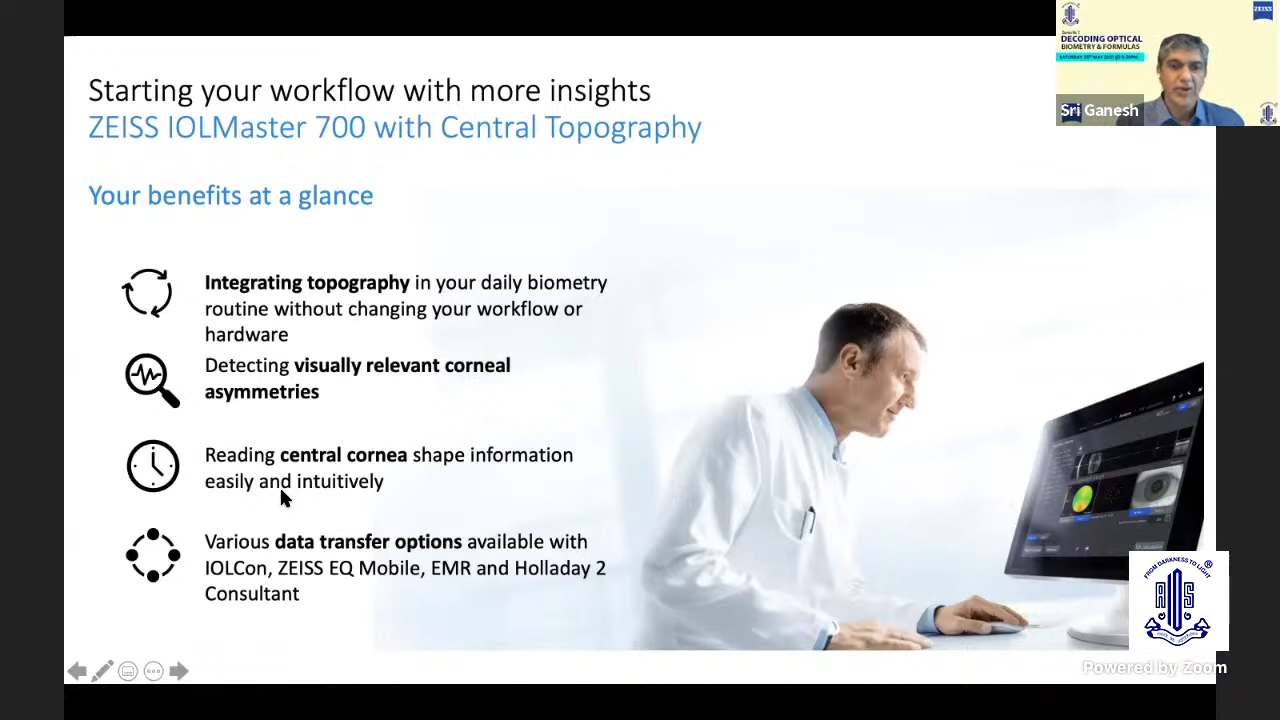 Starting your workflow with more insights
ZEISS IOLMaster 700 with Central Topography
Your benefits at a glance
Integrating topography in your daily biometry
routine without changing your workflow or
hardware
Detecting visually relevant corneal
asymmetries
Reading central cornea shape information
easily and intuitively
Various data transfer options available with
IOLCon, ZEISS EQ Mobile, EMR and Holladay 2
Consultant
ZEISS
DECODING OPTICAL
BIOMETRY & FORMULAS
Sri Ganesh
FROM DARKNESS TO LIGHT
Powered by Zoom